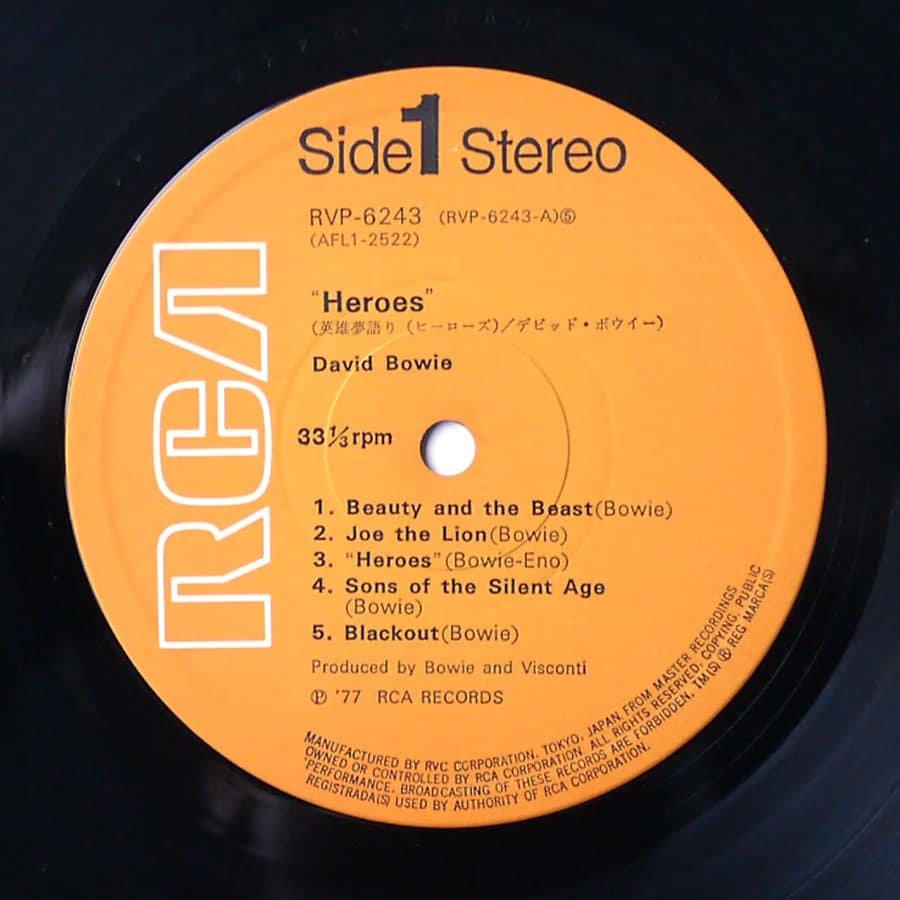 Side 1 Stereo
RVP-6243 (RVP-6243-A)⑤
(AFL1-2522)
"Heroes"
(英雄夢語り (ヒーローズ)/デビッド・ボウイー)
David Bowie
33 1/3 rpm
1. Beauty and the Beast(Bowie)
2. Joe the Lion(Bowie)
3. "Heroes"(Bowie-Eno)
4. Sons of the Silent Age
(Bowie)
5. Blackout(Bowie)
Produced by Bowie and Visconti
Ⓟ '77 RCA RECORDS
RCA
MANUFACTURED BY RVC CORPORATION, TOKYO, JAPAN, FROM MASTER RECORDINGS
OWNED OR CONTROLLED BY RCA CORPORATION. ALL RIGHTS RESERVED, COPYING, PUBLIC
PERFORMANCE, BROADCASTING OF THESE RECORDS ARE FORBIDDEN. TM(S) ® REG MARCA(S)
REGISTRADA(S) USED BY AUTHORITY OF RCA CORPORATION.